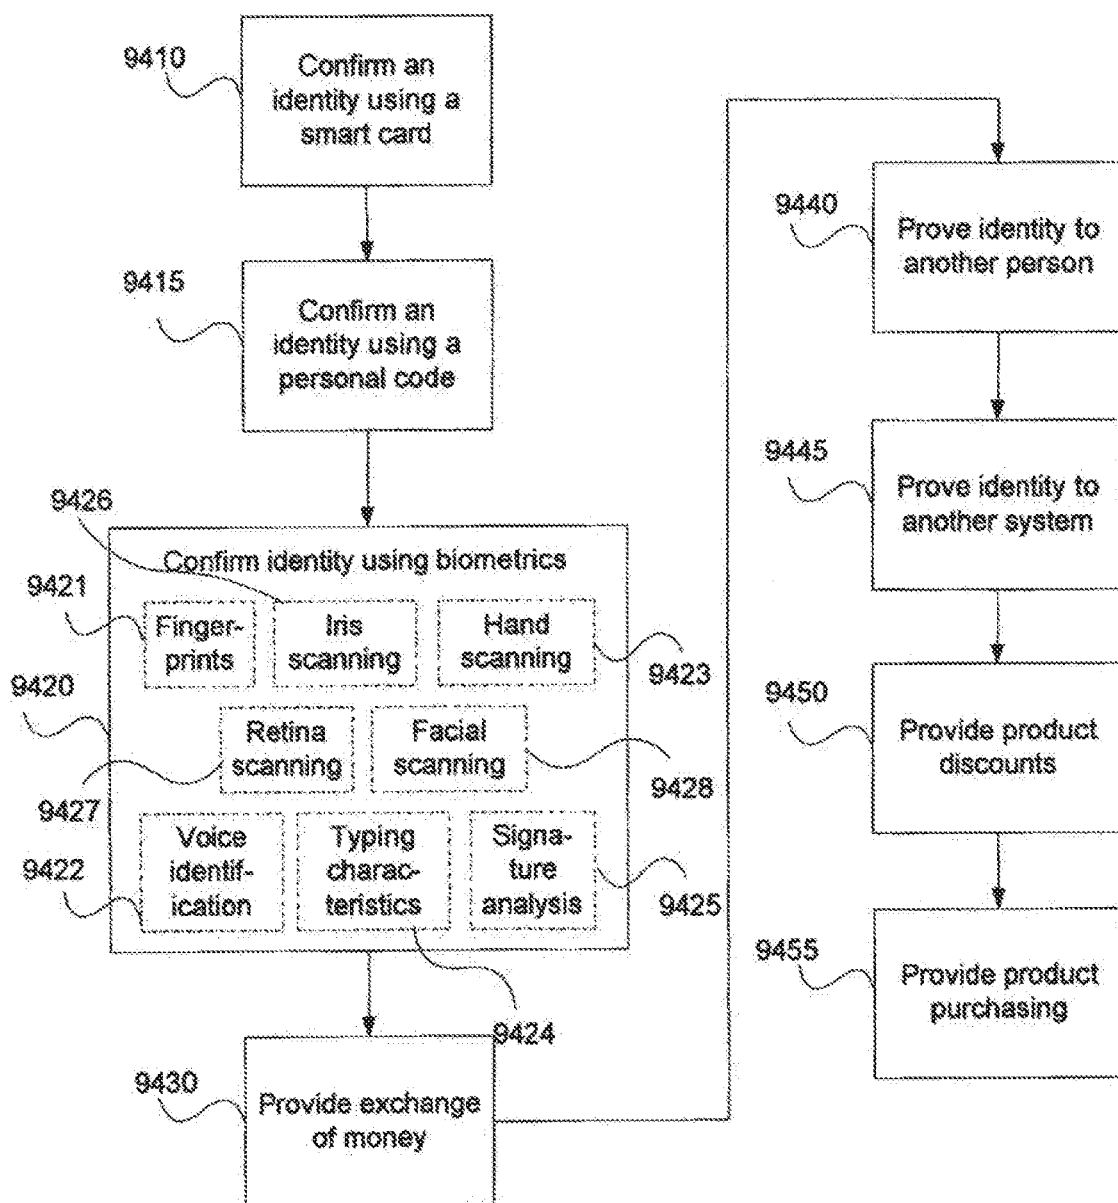 9410
Confirm an
identity using a
smart card
9415
Confirm an
identity using a
personal code
9426
Confirm identity using biometrics
9421
Finger-
prints
Iris
scanning
Hand
scanning
9423
9420
Retina
scanning
Facial
scanning
9427
9428
Voice
identif-
ication
Typing
charac-
teristics
Signa-
ture
analysis
9422
9425
9424
9430
Provide exchange
of money
9440
Prove identity to
another person
9445
Prove identity to
another system
9450
Provide product
discounts
9455
Provide product
purchasing